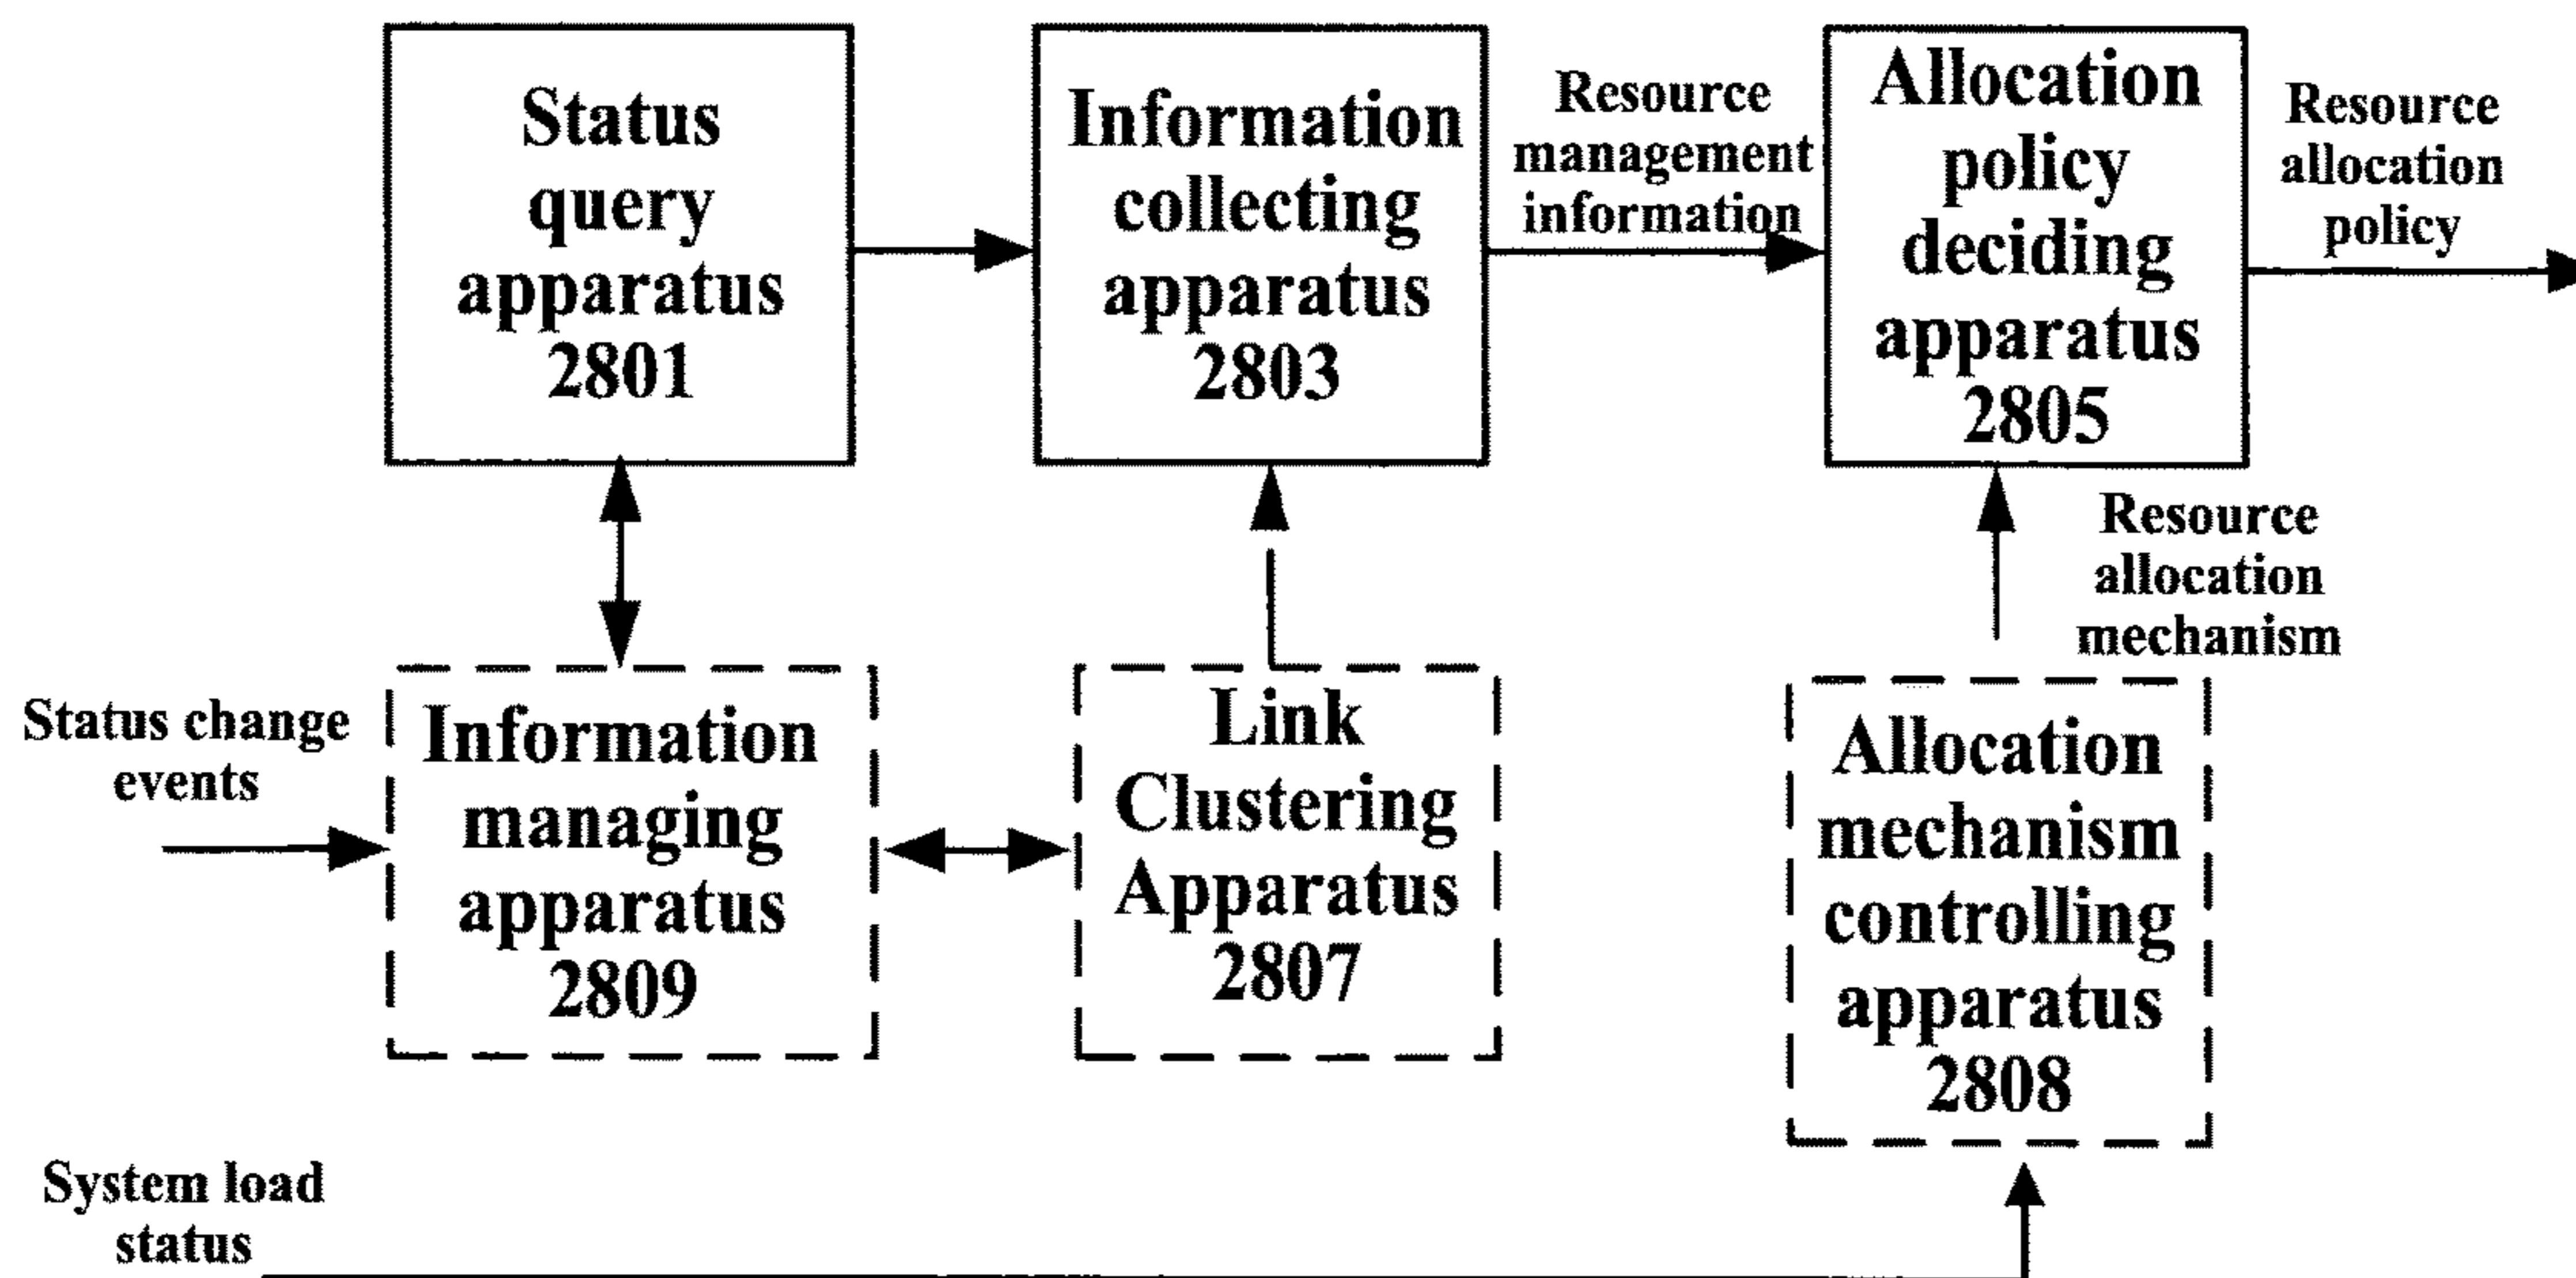 Status
query
apparatus
2801
Information
collecting
apparatus
2803
Resource
management
information
Allocation
policy
deciding
apparatus
2805
Resource
allocation
policy
Resource
allocation
mechanism
Status change
events
Information
managing
apparatus
2809
Link
Clustering
Apparatus
2807
Allocation
mechanism
controlling
apparatus
2808
System load
status